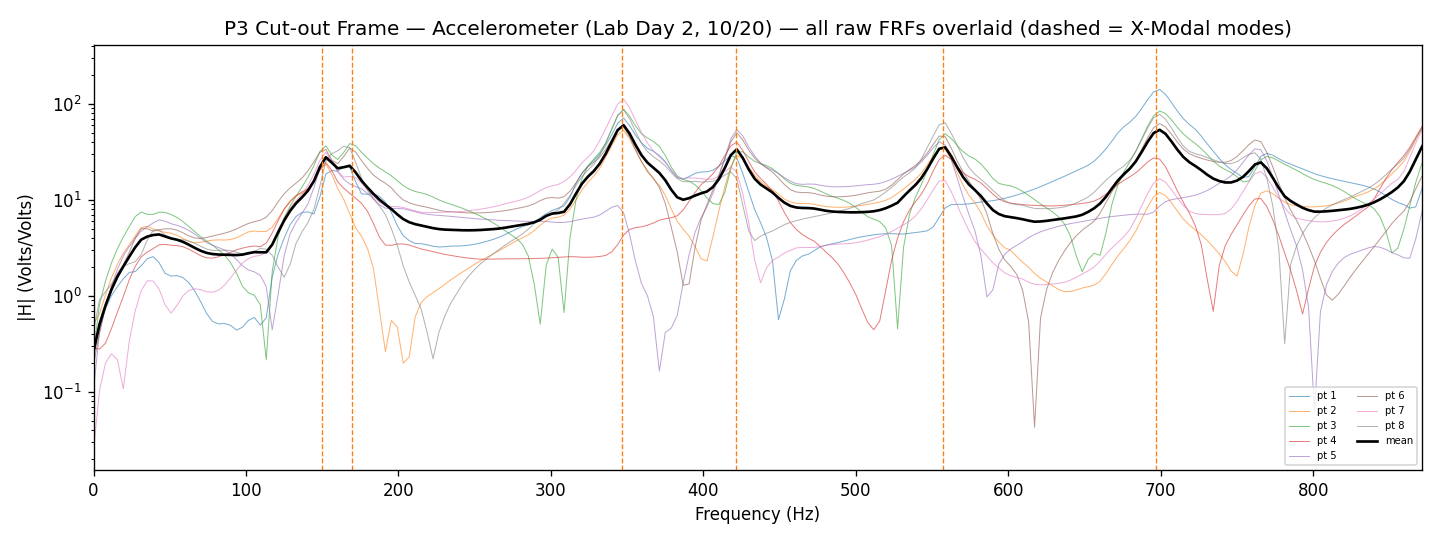 P3 Cut-out Frame — Accelerometer (Lab Day 2, 10/20) — all raw FRFs overlaid (dashed = X-Modal modes)
|H| (Volts/Volts)
10²
10¹
10⁰
10⁻¹
0 100 200 300 400 500 600 700 800
Frequency (Hz)
pt 1 pt 6
pt 2 pt 7
pt 3 pt 8
pt 4 mean
pt 5